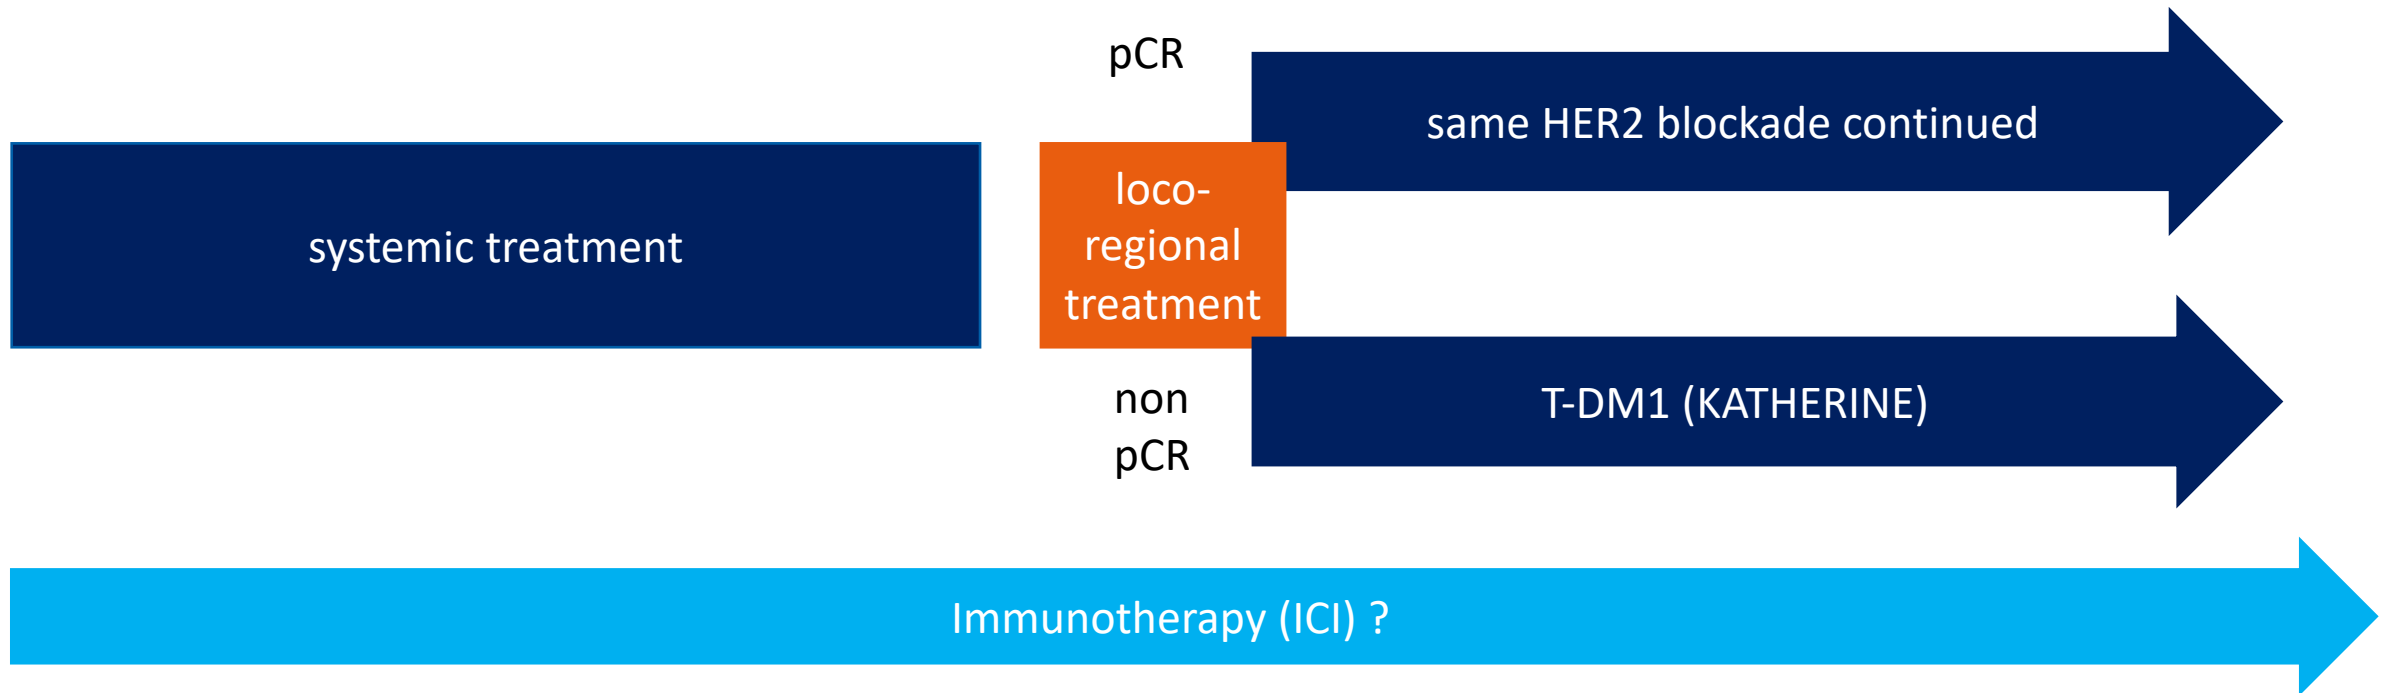 pCR
same HER2 blockade continued
systemic treatment
loco-
regional
treatment
non
pCR
T-DM1 (KATHERINE)
Immunotherapy (ICI) ?